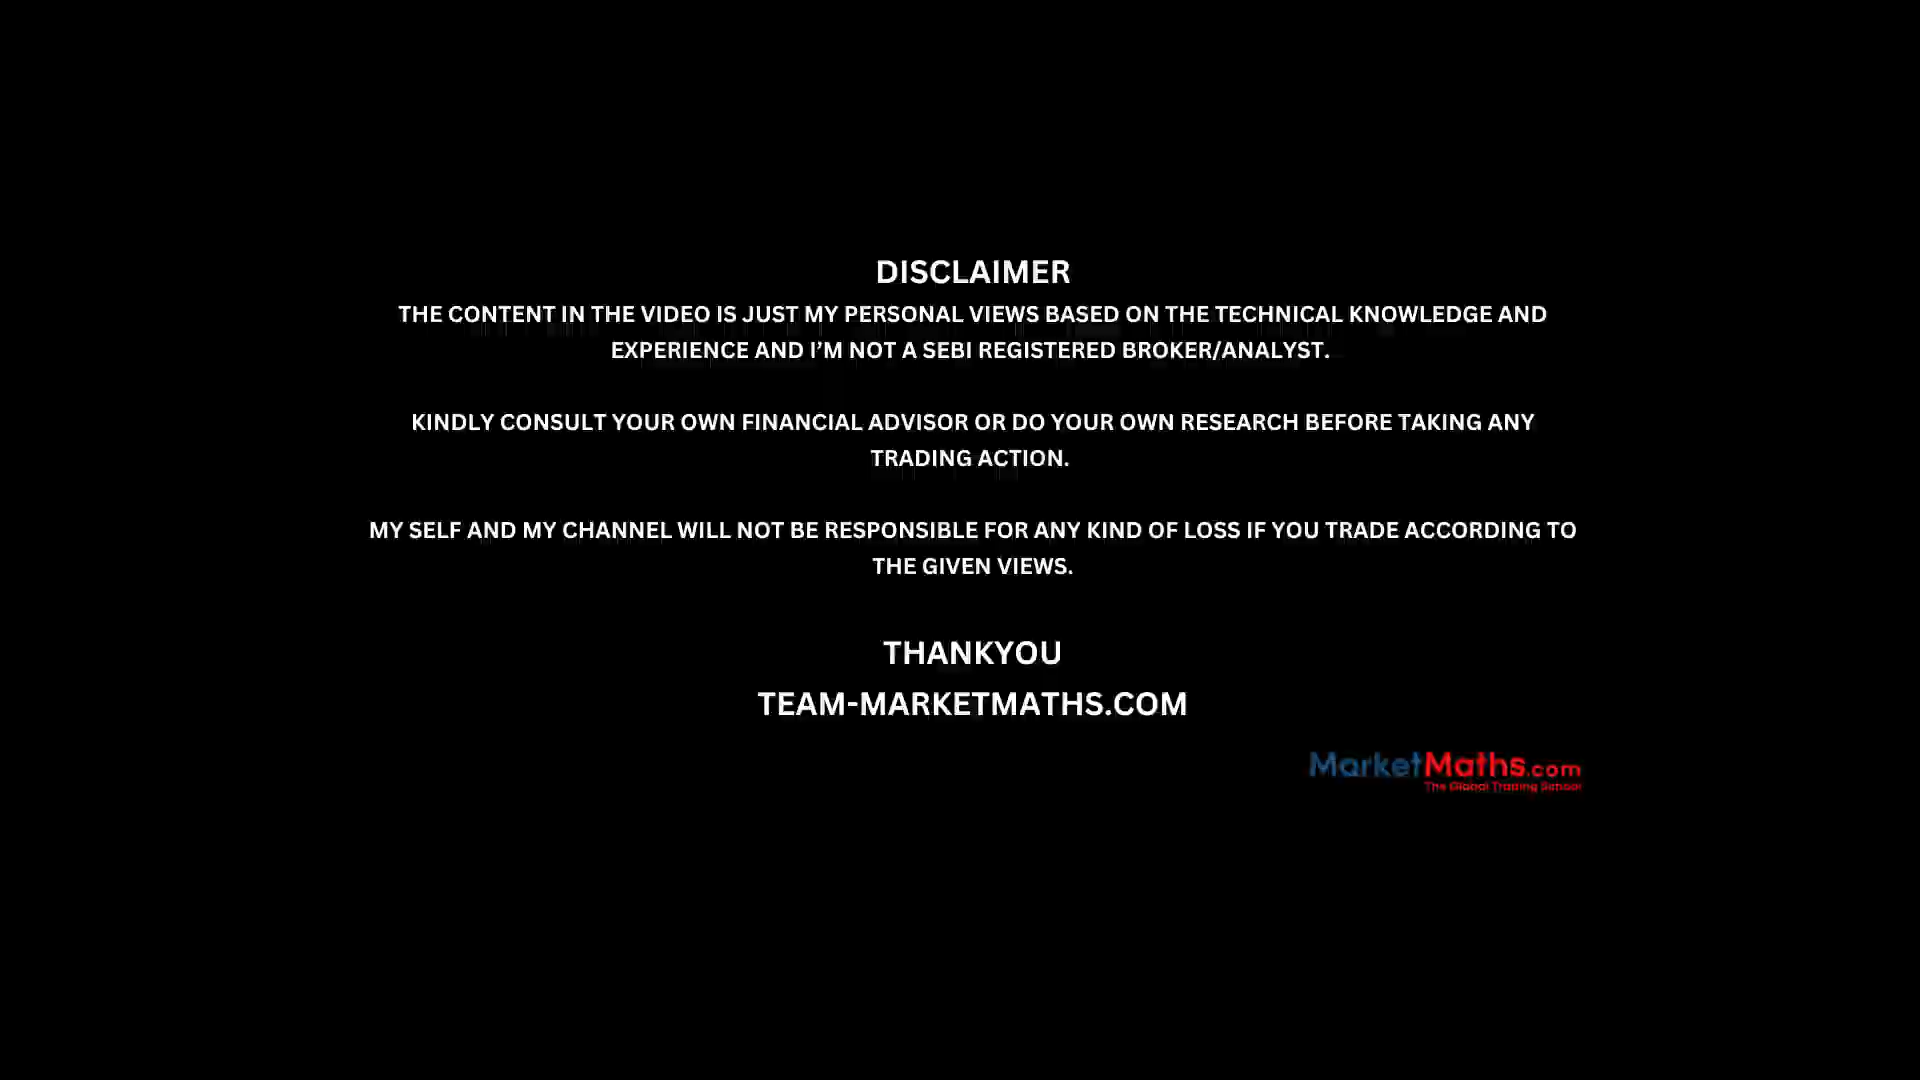 DISCLAIMER
THE CONTENT IN THE VIDEO IS JUST MY PERSONAL VIEWS BASED ON THE TECHNICAL KNOWLEDGE AND
EXPERIENCE AND I’M NOT A SEBI REGISTERED BROKER/ANALYST.
KINDLY CONSULT YOUR OWN FINANCIAL ADVISOR OR DO YOUR OWN RESEARCH BEFORE TAKING ANY
TRADING ACTION.
MY SELF AND MY CHANNEL WILL NOT BE RESPONSIBLE FOR ANY KIND OF LOSS IF YOU TRADE ACCORDING TO
THE GIVEN VIEWS.
THANKYOU
TEAM-MARKETMATHS.COM
MarketMaths.com
The Global Trading School